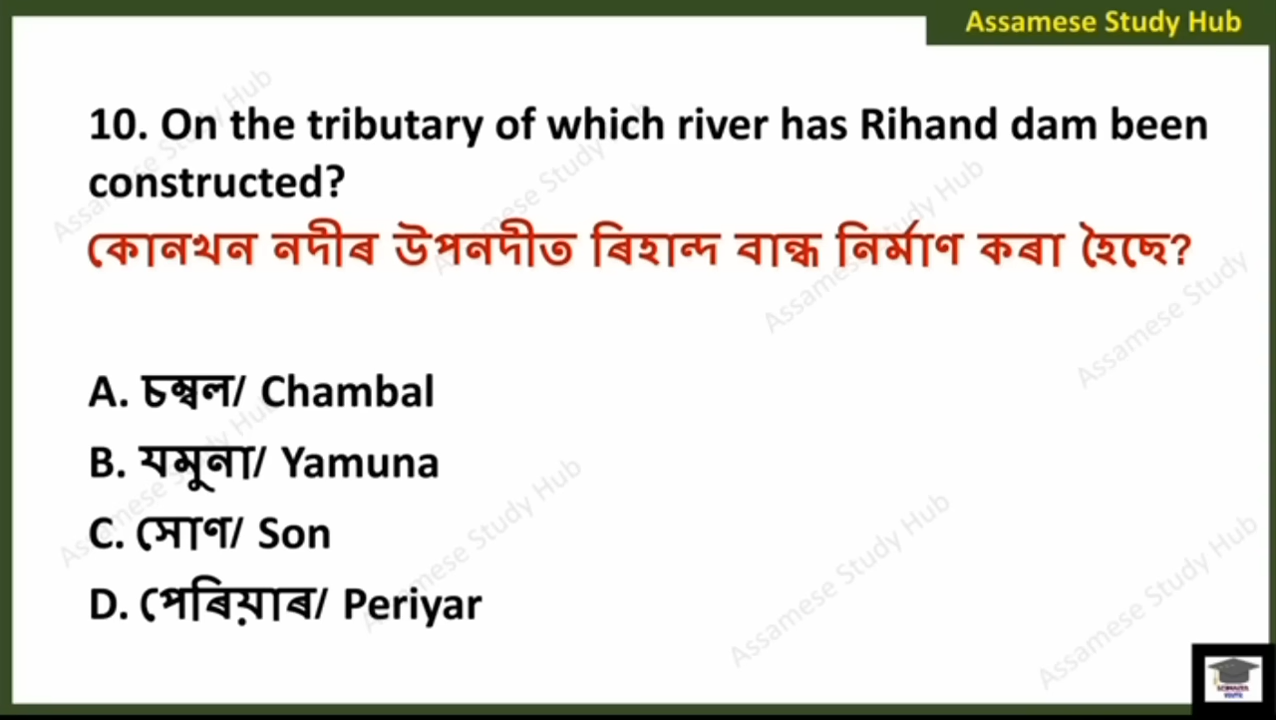 Assamese Study Hub
10. On the tributary of which river has Rihand dam been
constructed?
কোনখন নদীৰ উপনদীত ৰিহান্দ বান্ধ নিৰ্মাণ কৰা হৈছে?
A. চম্বল/ Chambal
B. যমুনা/ Yamuna
C. সোণ/ Son
D. পেৰিয়াৰ/ Periyar